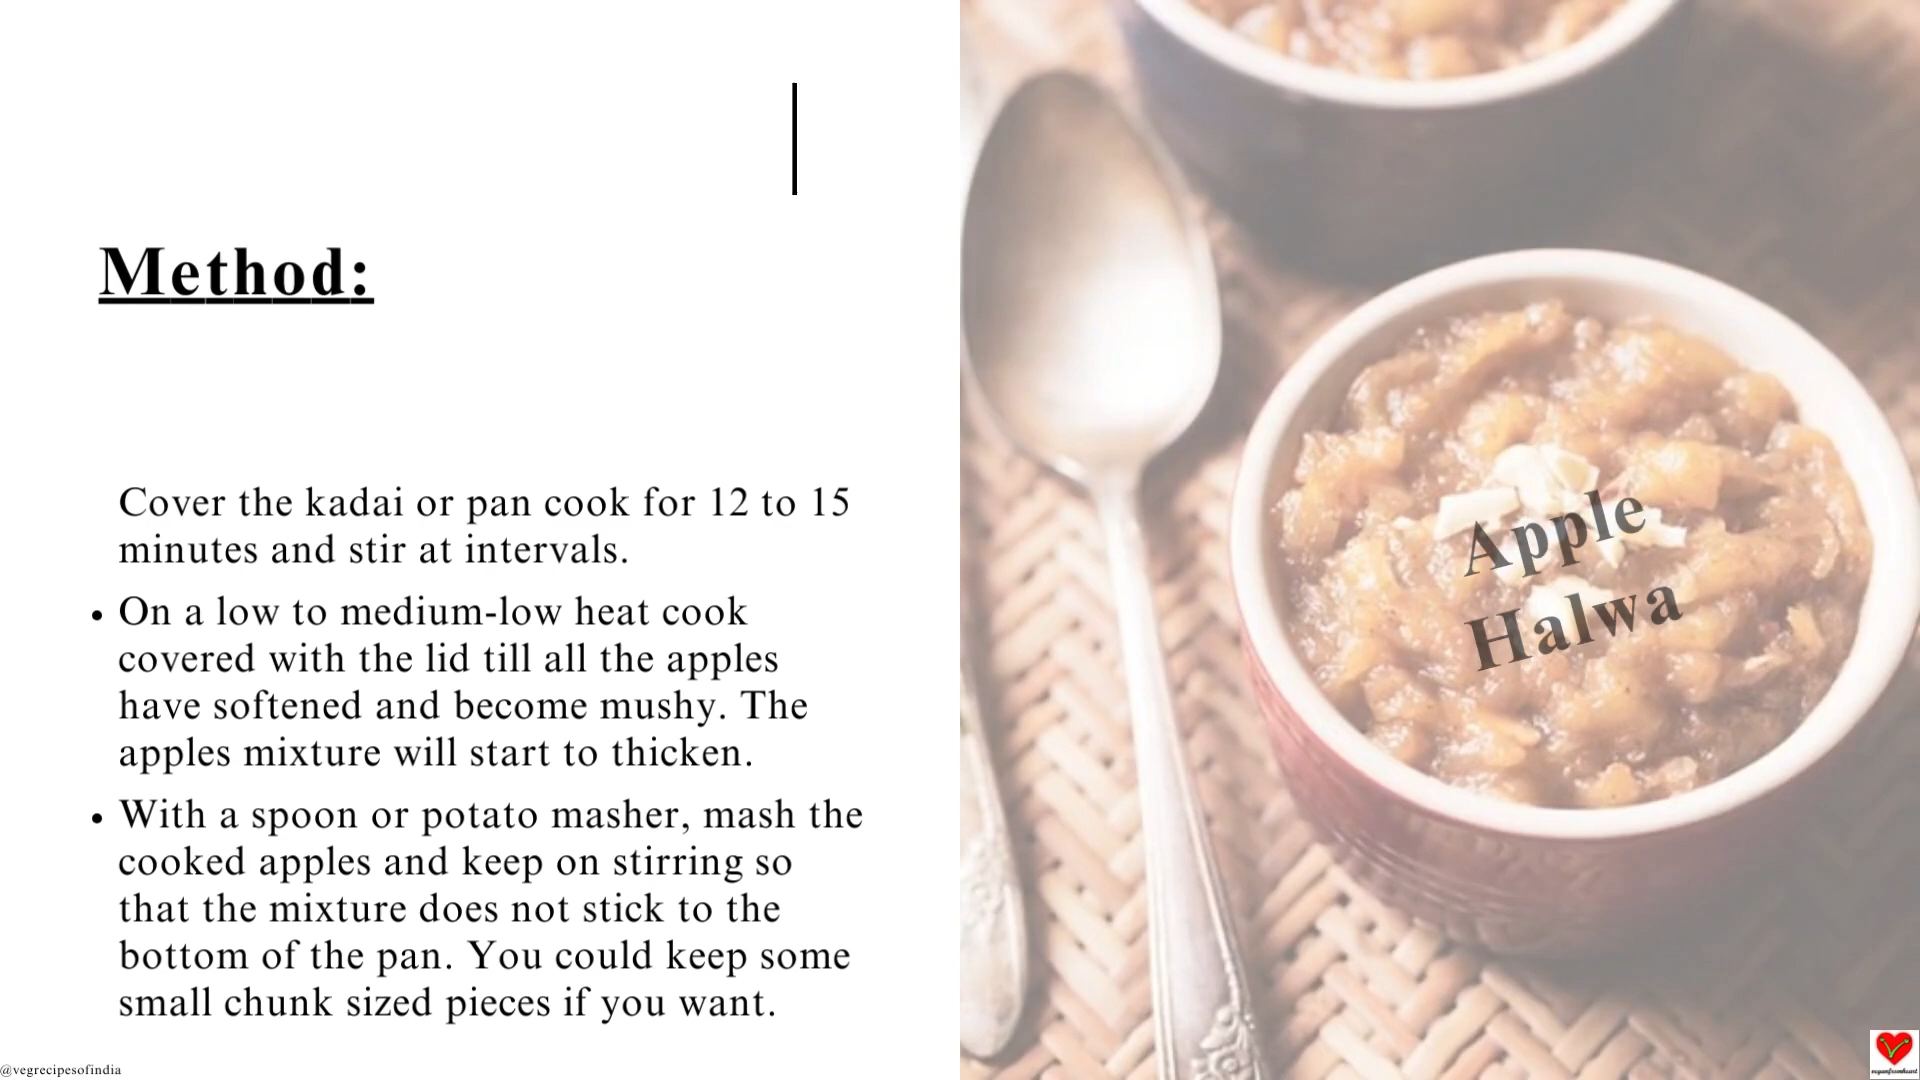 Method:
Cover the kadai or pan cook for 12 to 15
minutes and stir at intervals.
• On a low to medium-low heat cook
covered with the lid till all the apples
have softened and become mushy. The
apples mixture will start to thicken.
• With a spoon or potato masher, mash the
cooked apples and keep on stirring so
that the mixture does not stick to the
bottom of the pan. You could keep some
small chunk sized pieces if you want.
@vegrecipesofindia
Apple
Halwa